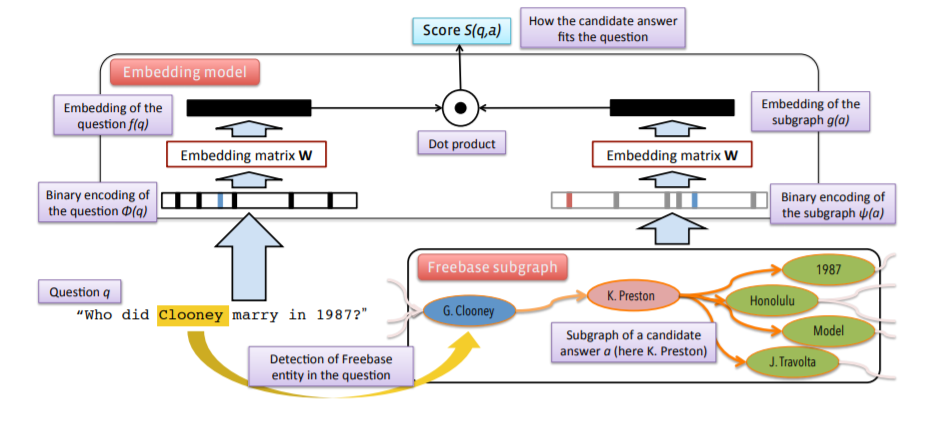 Score S(q,a)
How the candidate answer
fits the question
Embedding model
Embedding of the
question f(q)
Embedding of the
subgraph g(a)
Dot product
Embedding matrix W
Embedding matrix W
Binary encoding of
the question Φ(q)
Binary encoding of
the subgraph ψ(a)
Freebase subgraph
1987
Question q
K. Preston
Honolulu
G. Clooney
“Who did Clooney marry in 1987?"
Model
Subgraph of a candidate
answer a (here K. Preston)
J. Travolta
Detection of Freebase
entity in the question